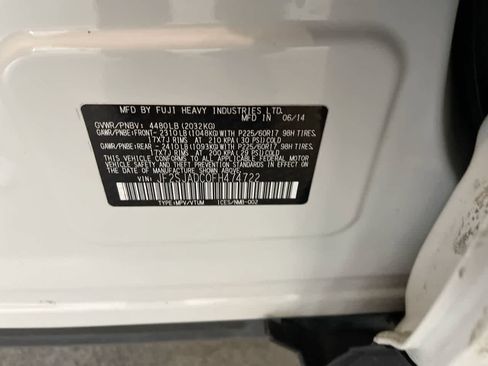 MFD BY FUJI HEAVY INDUSTRIES LTD.
MFD IN 06/14
GVWR/PNBV: 4480LB (2032KG)
GAWR/PNBE: FRONT- 2310LB (1048KG) WITH P225/60R17 98H TIRES,
17X7J RIMS, AT 210 KPA (30 PSI) COLD
GAWR/PNBE: REAR - 2410LB (1093KG) WITH P225/60R17 98H TIRES,
17X7J RIMS, AT 200 KPA (29 PSI) COLD
THIS VEHICLE CONFORMS TO ALL APPLICABLE FEDERAL MOTOR
VEHICLE SAFETY AND BUMPER STANDARDS IN EFFECT
ON THE DATE OF MANUFACTURE SHOWN ABOVE.
VIN: JF2SJADC0FH474722
TYPE: MPV/VTUM ICES/NMB-002